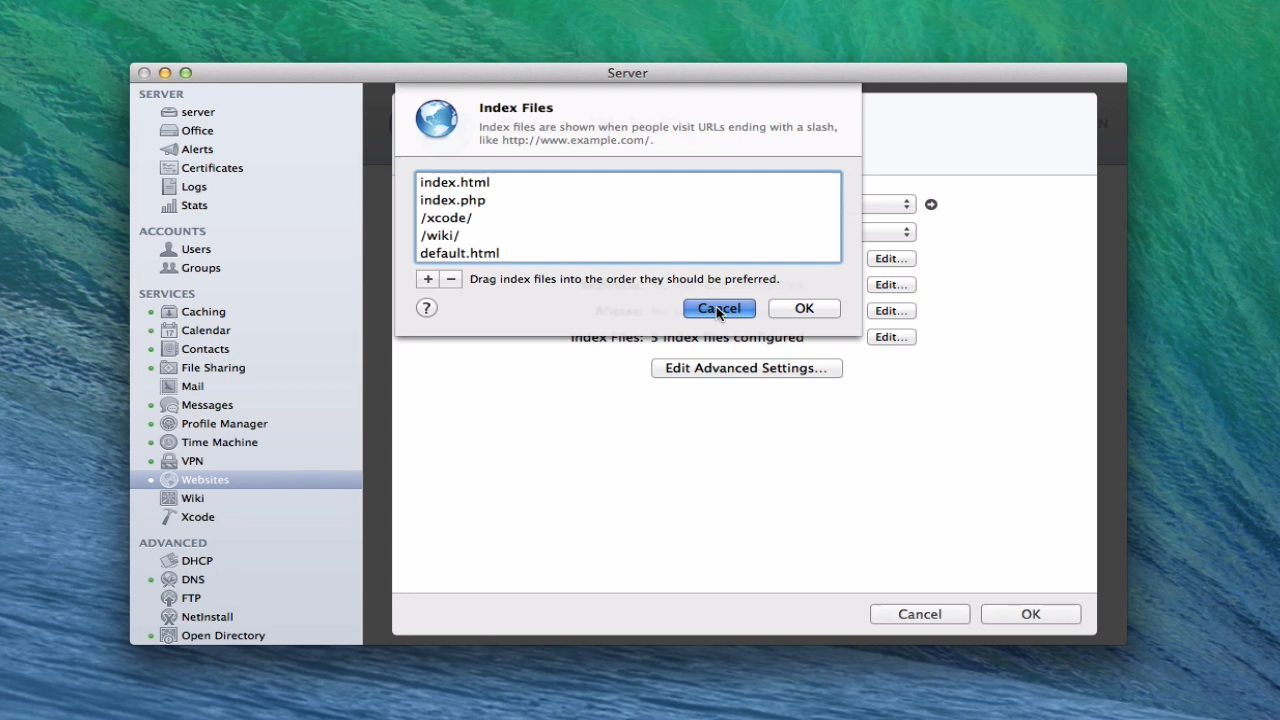 Server
SERVER
server
Office
Alerts
Certificates
Logs
Stats
ACCOUNTS
Users
Groups
SERVICES
Caching
Calendar
17
Contacts
File Sharing
Mail
Messages
Profile Manager
Time Machine
VPN
Websites
Wiki
Xcode
ADVANCED
DHCP
DNS
FTP
NetInstall
Open Directory
Index Files
Index files are shown when people visit URLs ending with a slash,
like http://www.example.com/.
index.html
index.php
/xcode/
/wiki/
default.html
+ − Drag index files into the order they should be preferred.
? Cancel OK
Edit...
Edit...
Aliases:
Edit...
Index Files: 5 index files configured Edit...
Edit Advanced Settings...
Cancel OK